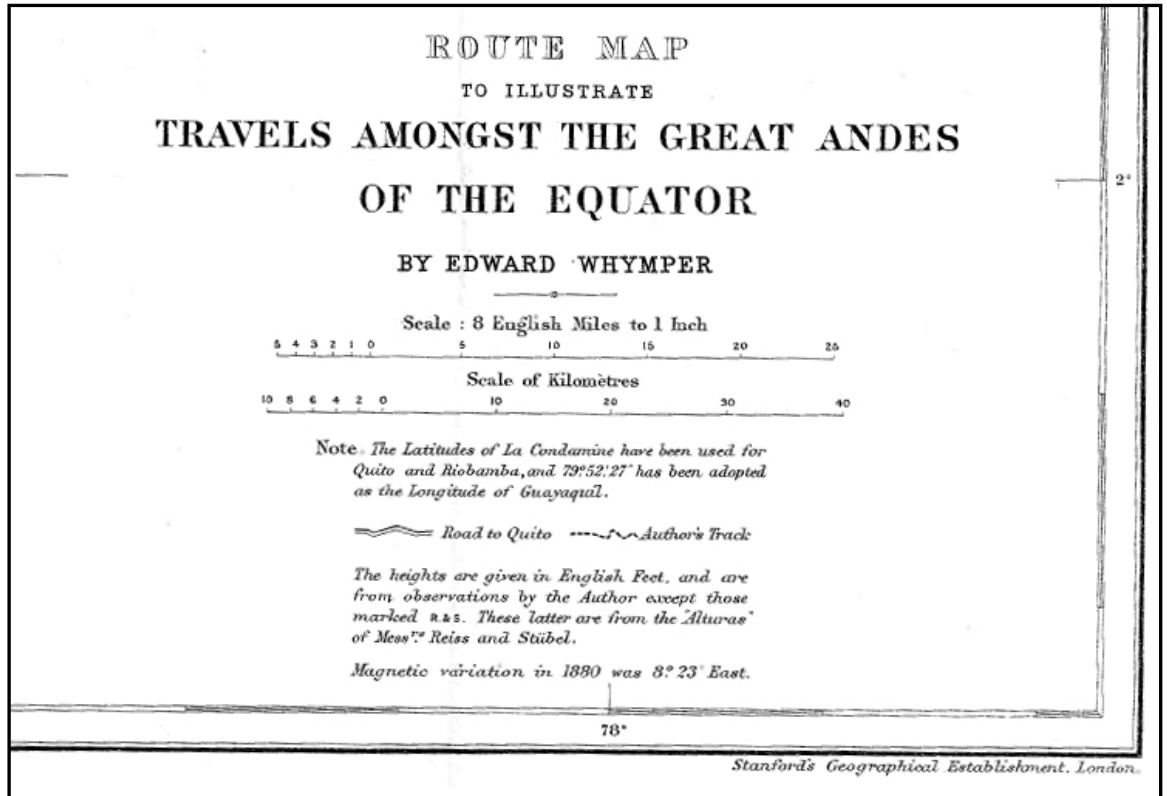 ROUTE MAP
TO ILLUSTRATE
TRAVELS AMONGST THE GREAT ANDES
2°
OF THE EQUATOR
BY EDWARD WHYMPER
Scale : 8 English Miles to 1 Inch
5 4 3 2 1 0 5 10 15 20 25
Scale of Kilomètres
10 8 6 4 2 0 10 20 30 40
Note. The Latitudes of La Condamine have been used for
Quito and Riobamba, and 79° 52' 27" has been adopted
as the Longitude of Guayaquil.
Road to Quito Author's Track
The heights are given in English Feet, and are
from observations by the Author except those
marked R.&S. These latter are from the "Alturas"
of Mess.rs Reiss and Stübel.
Magnetic variation in 1880 was 8° 23' East.
78°
Stanford's Geographical Establishment, London.